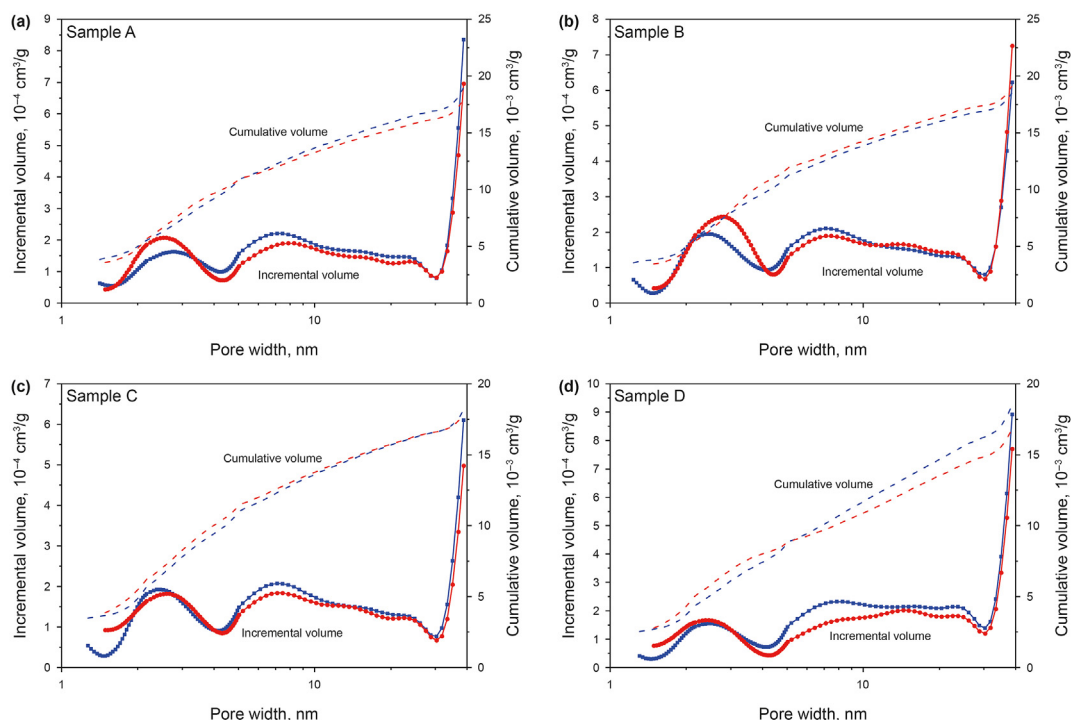 (a)
Sample A
Incremental volume, 10⁻⁴ cm³/g
9
8
7
6
5
4
3
2
1
0
Cumulative volume
Incremental volume
25
20
15
10
5
0
Cumulative volume, 10⁻³ cm³/g
1
10
Pore width, nm
(b)
Sample B
Incremental volume, 10⁻⁴ cm³/g
8
7
6
5
4
3
2
1
0
Cumulative volume
Incremental volume
25
20
15
10
5
0
Cumulative volume, 10⁻³ cm³/g
1
10
Pore width, nm
(c)
Sample C
Incremental volume, 10⁻⁴ cm³/g
7
6
5
4
3
2
1
0
Cumulative volume
Incremental volume
20
15
10
5
0
Cumulative volume, 10⁻³ cm³/g
1
10
Pore width, nm
(d)
Sample D
Incremental volume, 10⁻⁴ cm³/g
10
9
8
7
6
5
4
3
2
1
0
Cumulative volume
Incremental volume
20
15
10
5
0
Cumulative volume, 10⁻³ cm³/g
1
10
Pore width, nm